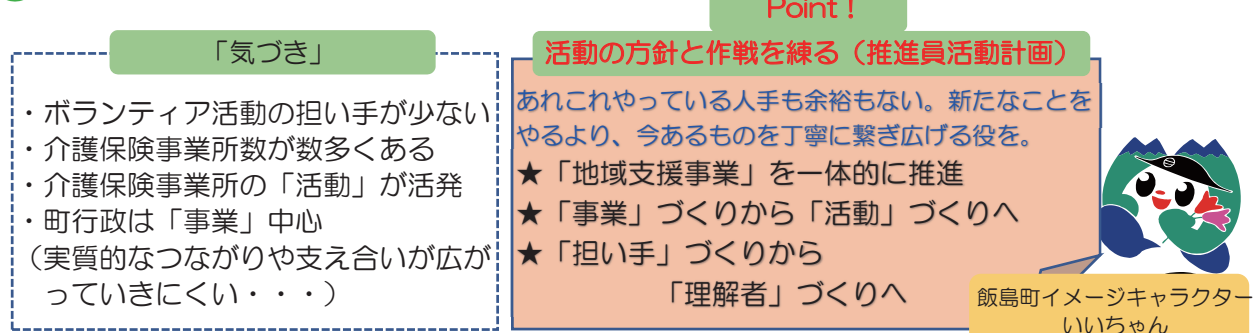 「気づき」
・ボランティア活動の担い手が少ない
・介護保険事業所数が数多くある
・介護保険事業所の「活動」が活発
・町行政は「事業」中心
（実質的なつながりや支え合いが広が
っていきにくい・・・）
Point！
活動の方針と作戦を練る（推進員活動計画）
あれこれやっている人手も余裕もない。新たなことを
やるより、今あるものを丁寧に繋ぎ広げる役を。
★「地域支援事業」を一体的に推進
★「事業」づくりから「活動」づくりへ
★「担い手」づくりから
「理解者」づくりへ
飯島町イメージキャラクター
いいちゃん